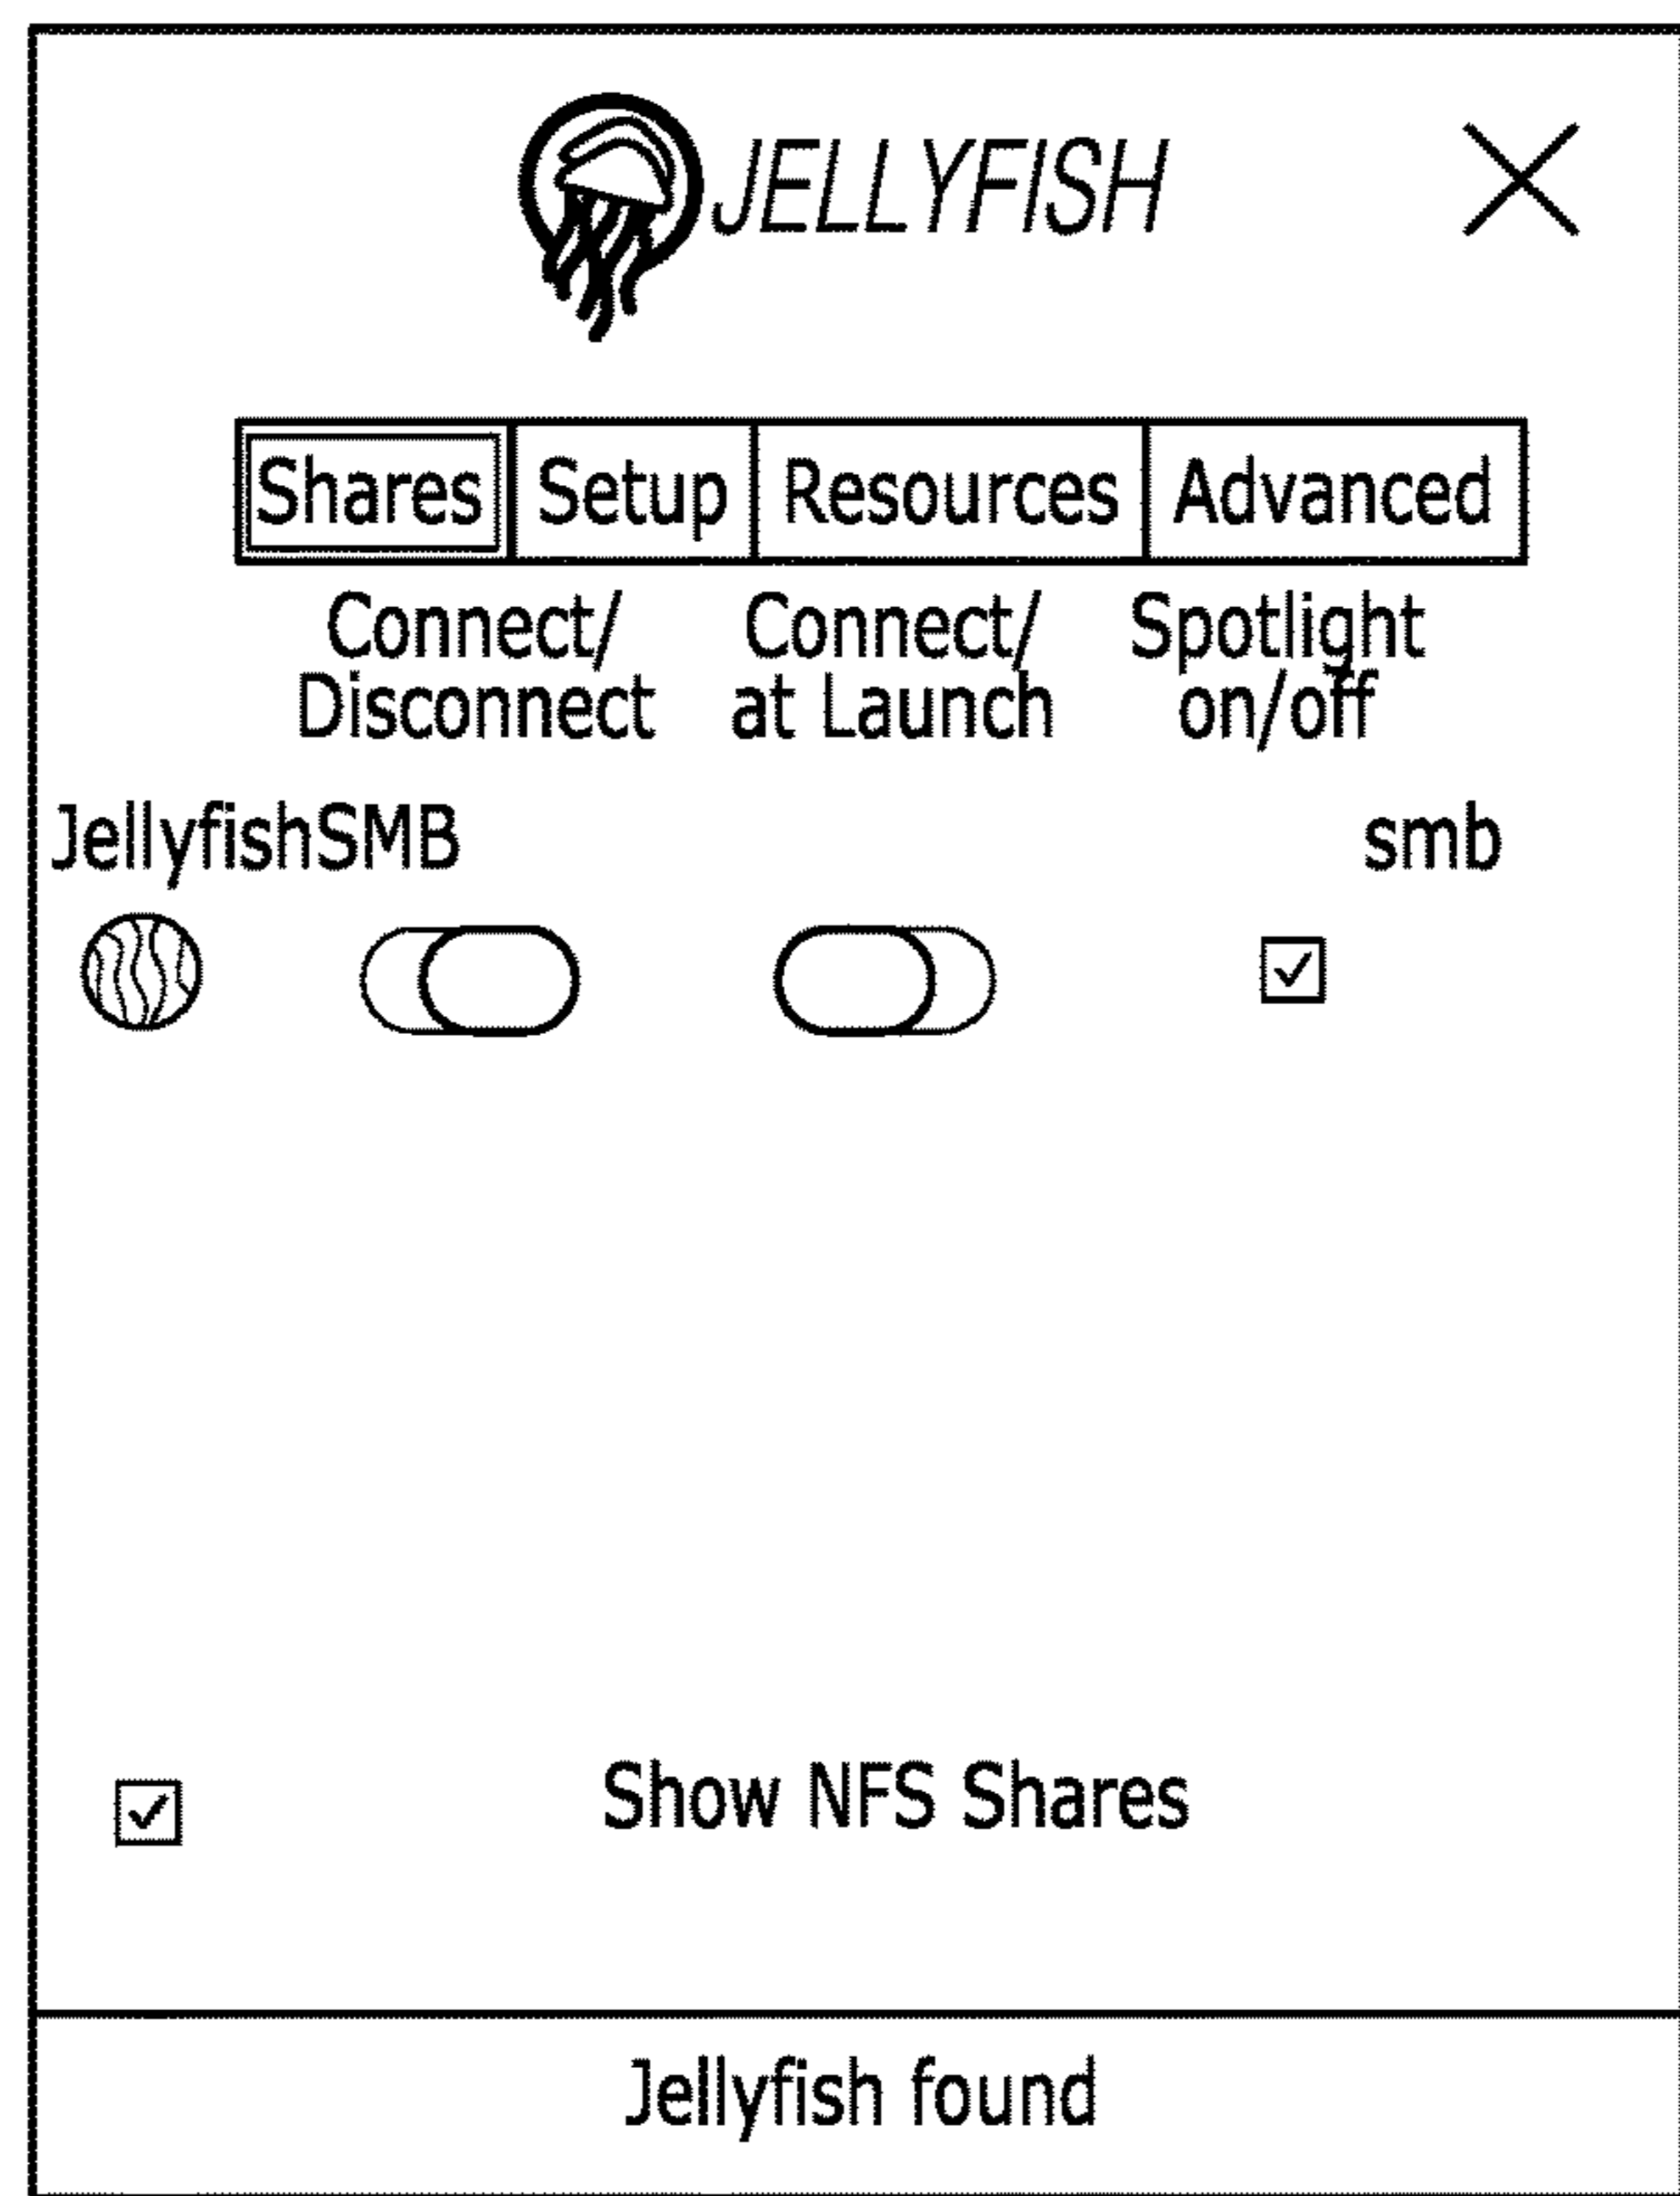 JELLYFISH
Shares Setup Resources Advanced
Connect/ Connect/ Spotlight
Disconnect at Launch on/off
JellyfishSMB smb
Show NFS Shares
Jellyfish found